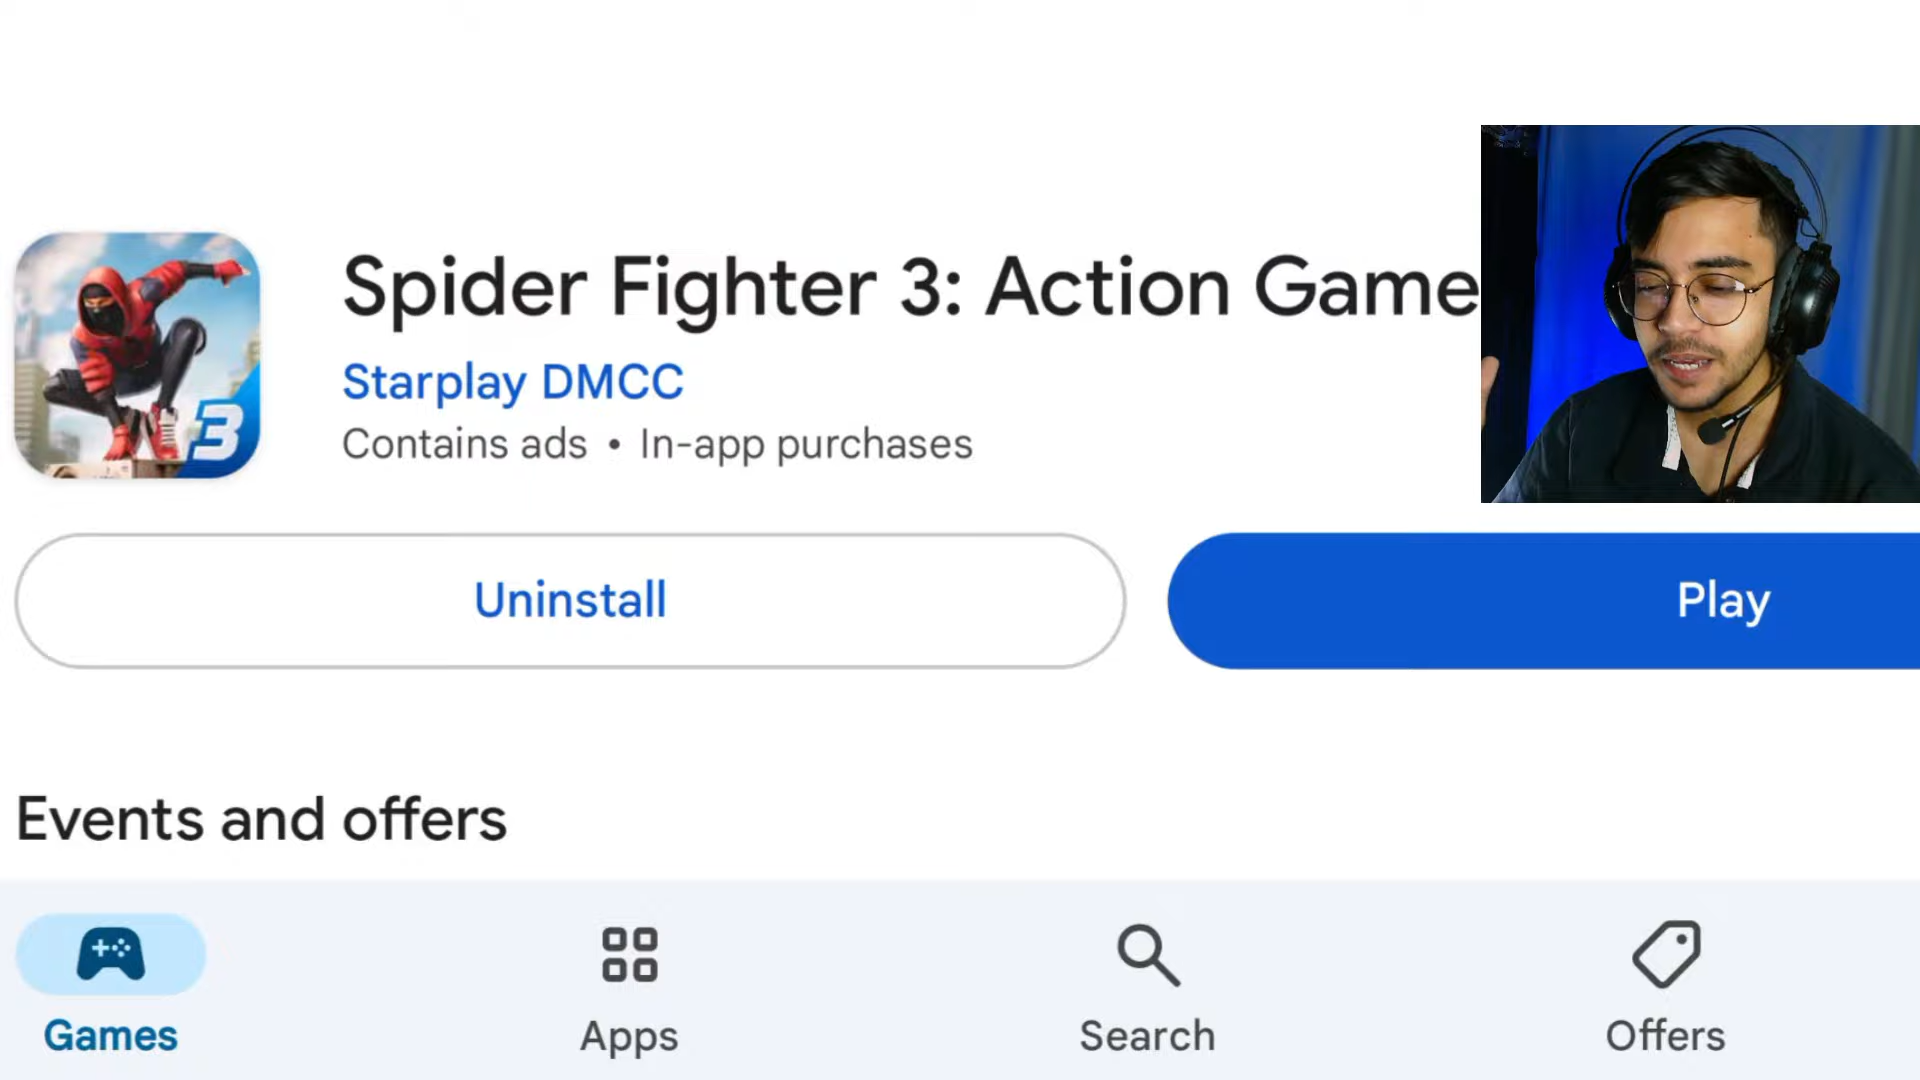 Spider Fighter 3: Action Game
Starplay DMCC
Contains ads • In-app purchases
3
Uninstall
Play
Events and offers
Games
Apps
Search
Offers